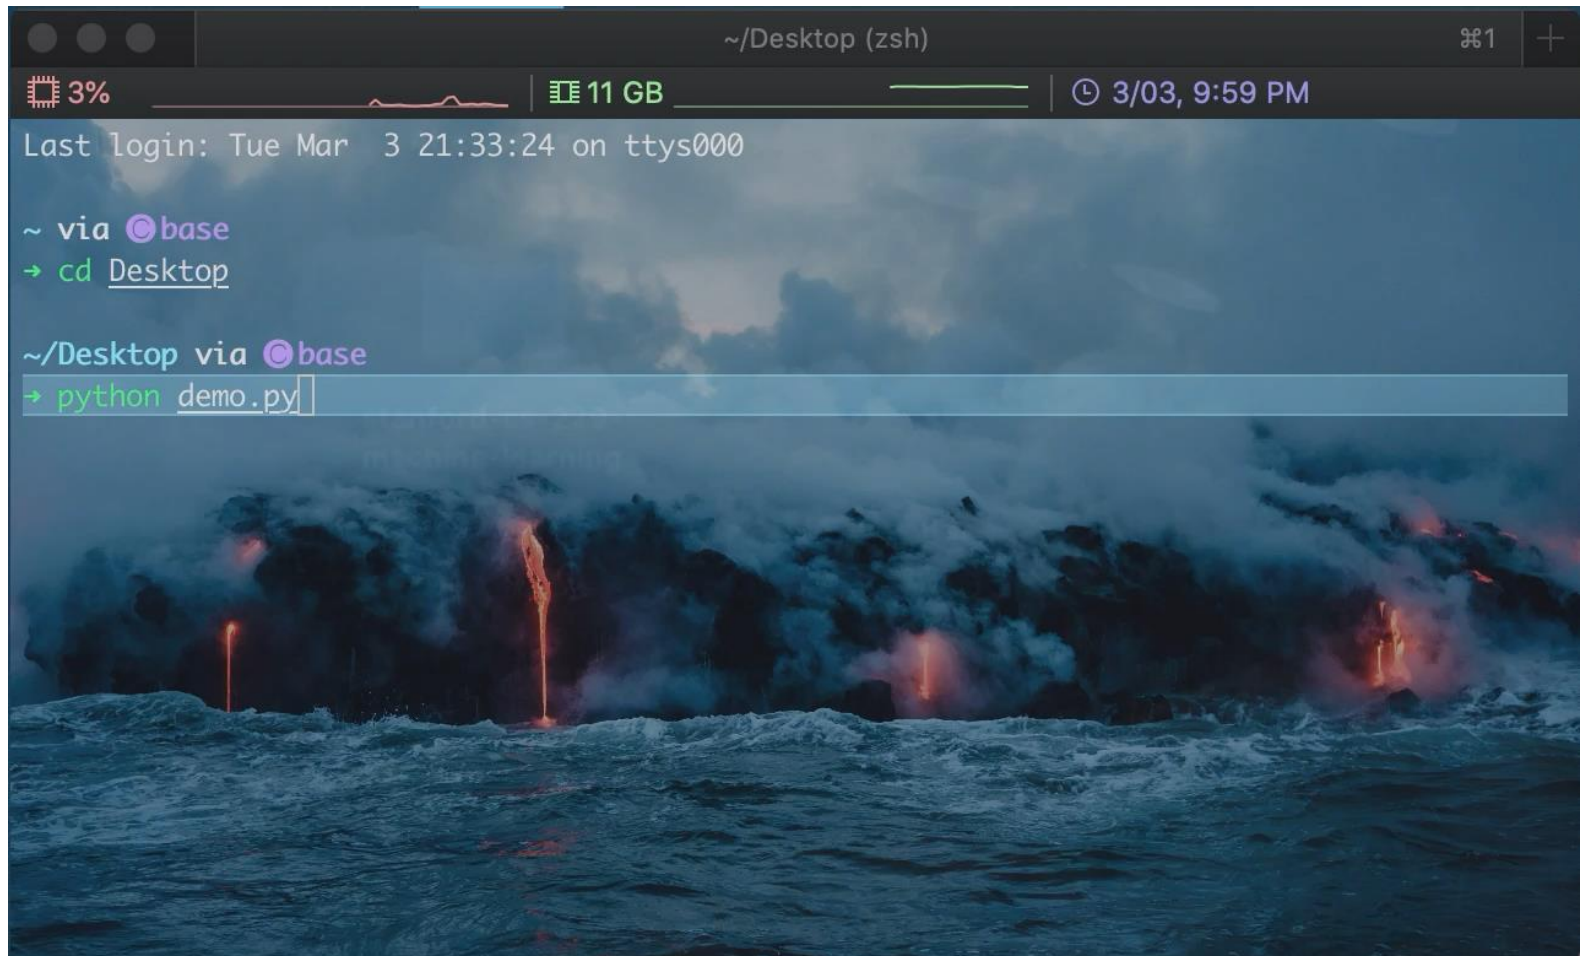 ~/Desktop (zsh) ⌘1
3% 11 GB 3/03, 9:59 PM
Last login: Tue Mar  3 21:33:24 on ttys000
~ via Ⓒ base
➜ cd Desktop
~/Desktop via Ⓒ base
➜ python demo.py